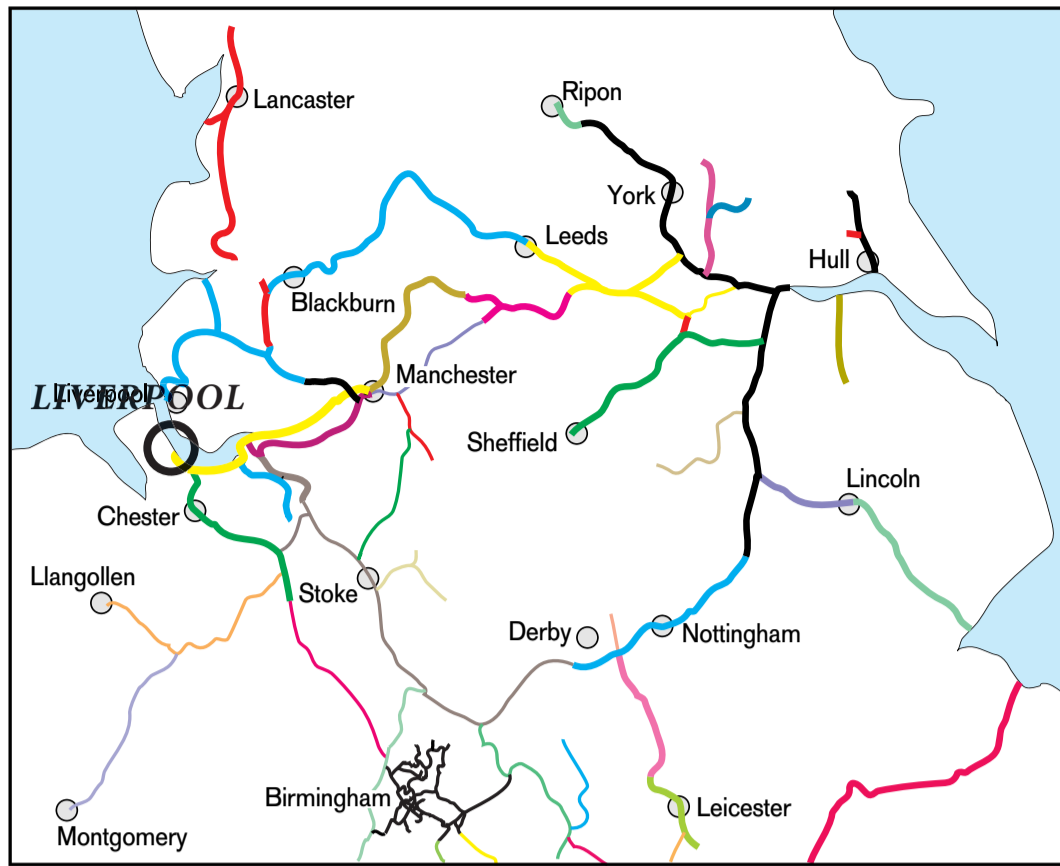 Ripon
Lancaster
York
Leeds
Hull
Blackburn
Manchester
Liverpool
LIVERPOOL
Sheffield
Lincoln
Chester
Llangollen
Stoke
Derby
Nottingham
Birmingham
Leicester
Montgomery